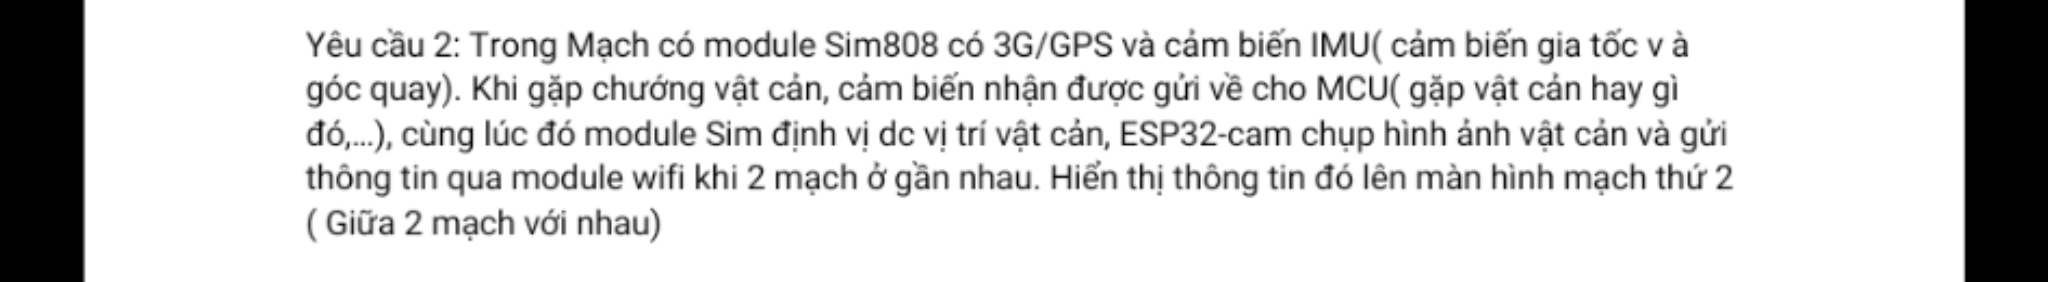 Yêu cầu 2: Trong Mạch có module Sim808 có 3G/GPS và cảm biến IMU( cảm biến gia tốc v à
góc quay). Khi gặp chướng vật cản, cảm biến nhận được gửi về cho MCU( gặp vật cản hay gì
đó,...), cùng lúc đó module Sim định vị dc vị trí vật cản, ESP32-cam chụp hình ảnh vật cản và gửi
thông tin qua module wifi khi 2 mạch ở gần nhau. Hiển thị thông tin đó lên màn hình mạch thứ 2
( Giữa 2 mạch với nhau)